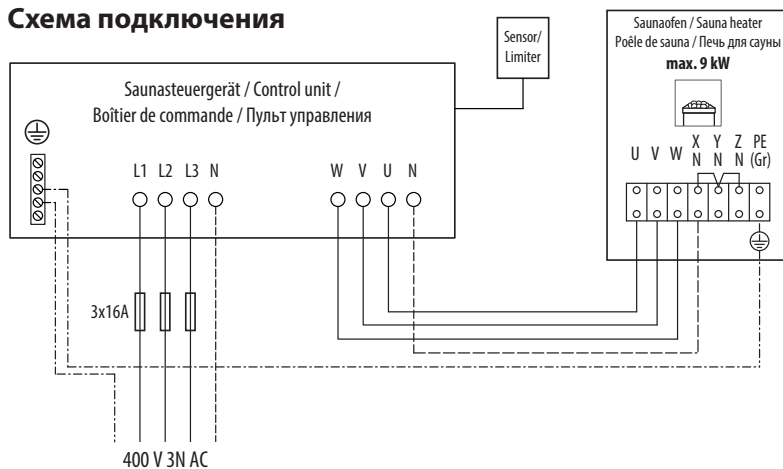 Схема подключения
Sensor/
Limiter
Saunaofen / Sauna heater
Poêle de sauna / Печь для сауны
max. 9 kW
Saunasteuergerät / Control unit /
Boîtier de commande / Пульт управления
X Y Z PE
U V W N N N (Gr)
L1 L2 L3 N W V U N
3x16A
400 V 3N AC